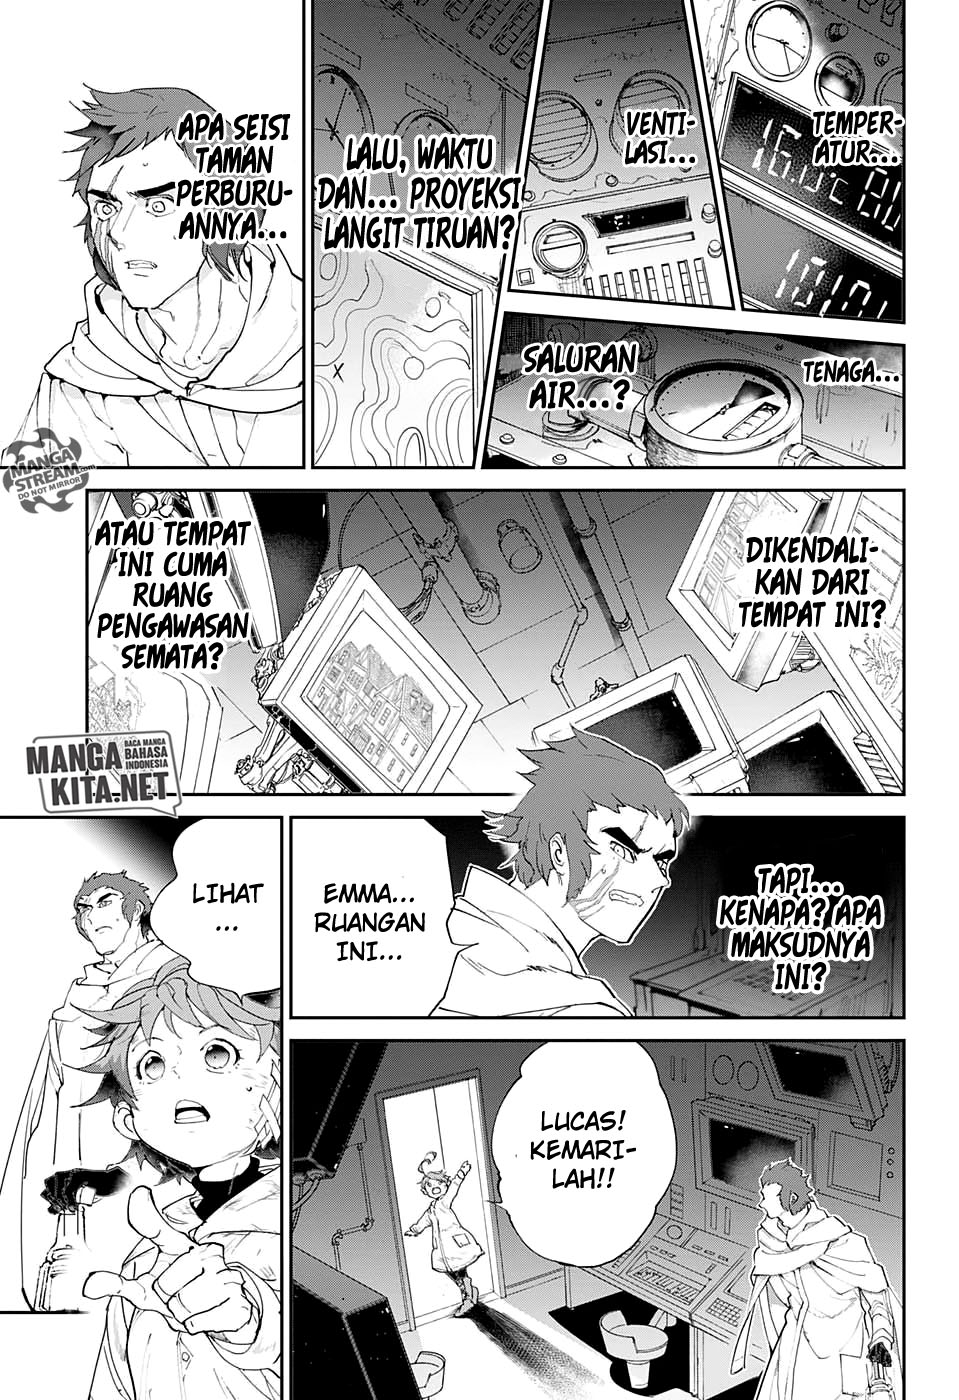 TEMPER-
ATUR...
VENTI-
LASI...
TENAGA...
SALURAN
AIR...?
LALU, WAKTU
DAN... PROYEKSI
LANGIT TIRUAN?
APA SEISI
TAMAN
PERBURU-
ANNYA...
MANGA
STREAM.com
DO NOT MIRROR
DIKENDALI-
KAN DARI
TEMPAT INI?
ATAU TEMPAT
INI CUMA
RUANG
PENGAWASAN
SEMATA?
MANGA
KITA.NET
BACA MANGA
BAHASA
INDONESIA
TAPI...
KENAPA? APA
MAKSUDNYA
INI?
EMMA...
RUANGAN
INI...
LIHAT
...
LUCAS!
KEMARI-
LAH!!